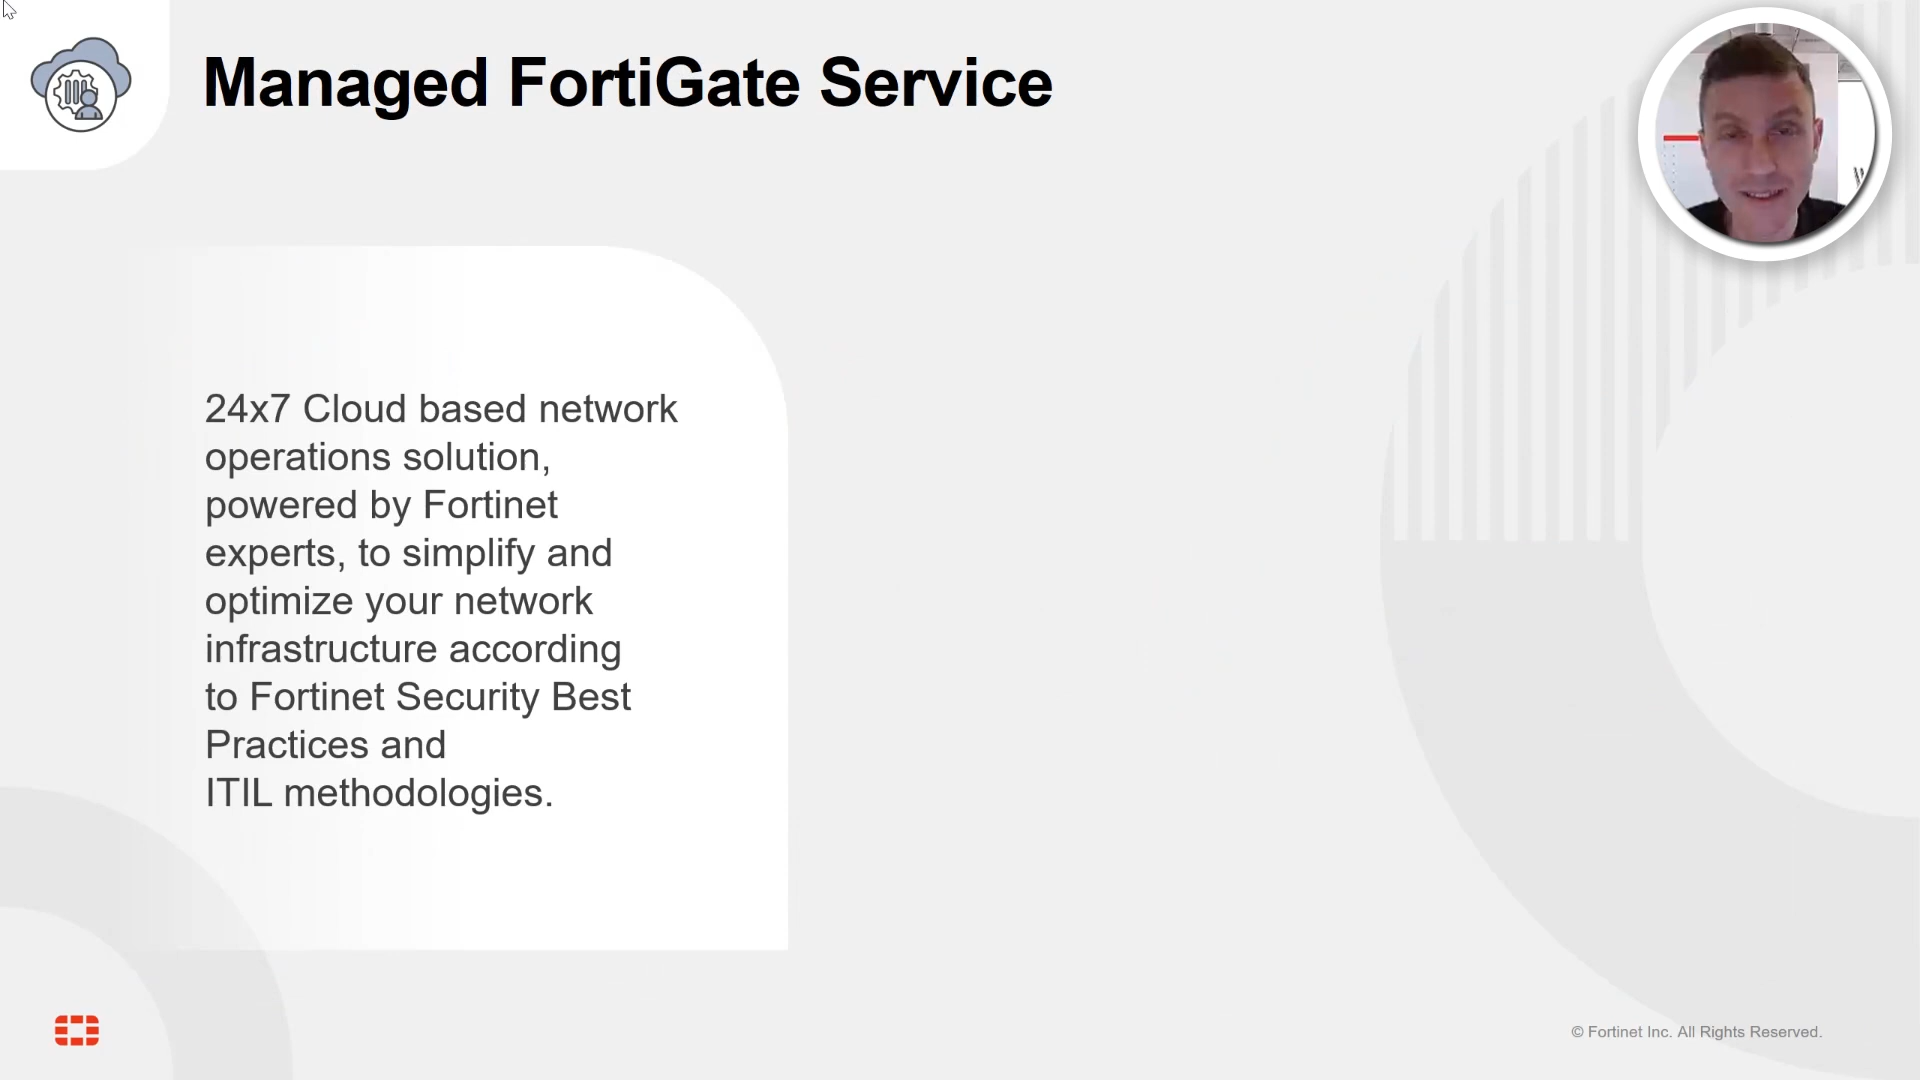 Managed FortiGate Service
24x7 Cloud based network
operations solution,
powered by Fortinet
experts, to simplify and
optimize your network
infrastructure according
to Fortinet Security Best
Practices and
ITIL methodologies.
© Fortinet Inc. All Rights Reserved.